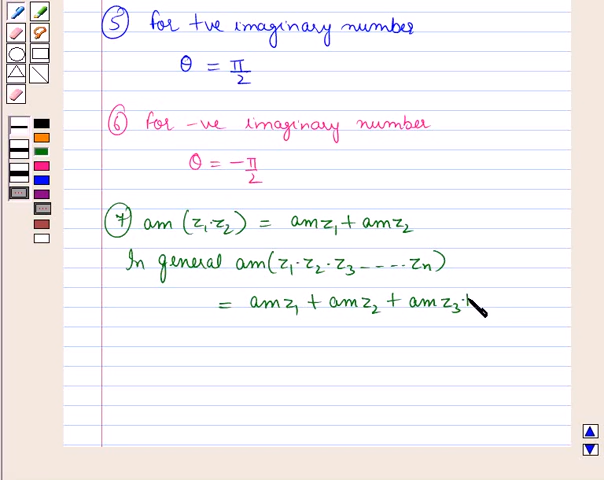 ⑤ for +ve imaginary number
θ = π/2
⑥ for -ve imaginary number
θ = -π/2
⑦ am (z₁·z₂) = amz₁ + amz₂
In general am(z₁·z₂·z₃-----zn)
= amz₁ + amz₂ + amz₃